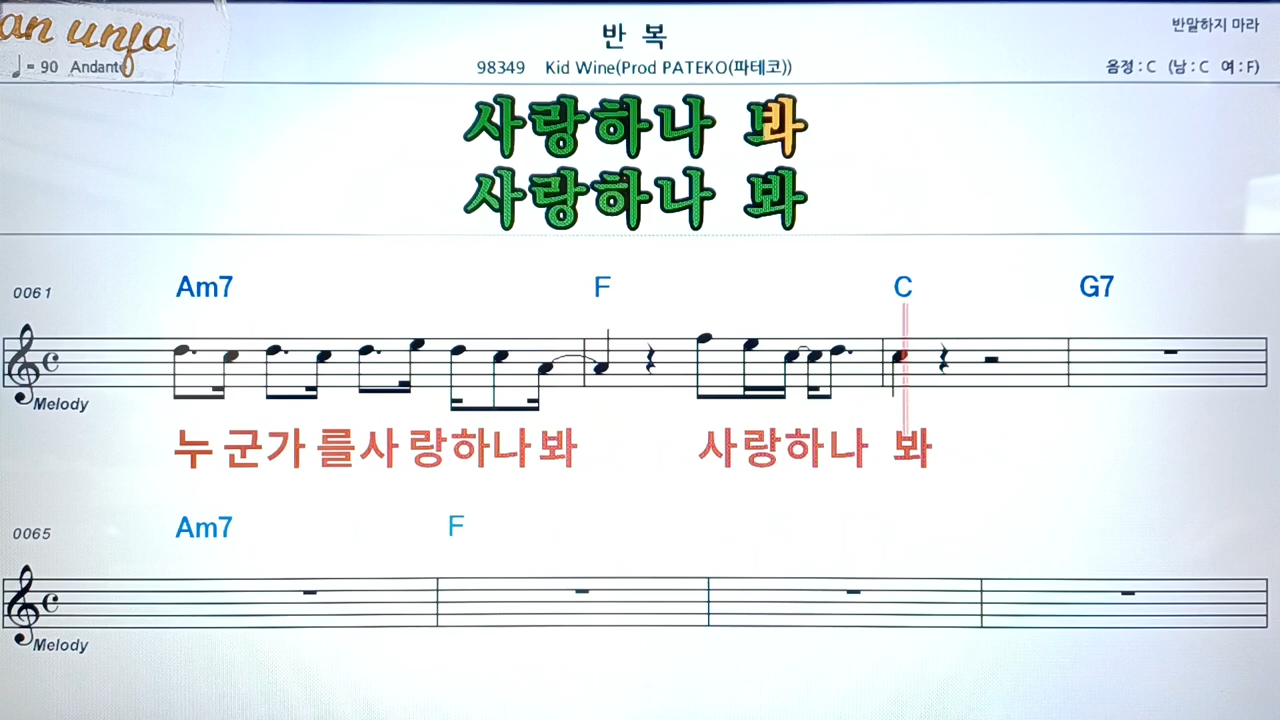 an unfa
반 복
반말하지 마라
♩= 90 Andante
98349 Kid Wine(Prod PATEKO(파테코))
음정 : C (남 : C 여 : F)
사랑하나 봐
사랑하나 봐
0061 Am7 F C G7
Melody
누 군가 를사 랑하나 봐 사랑하나 봐
0065 Am7 F
Melody